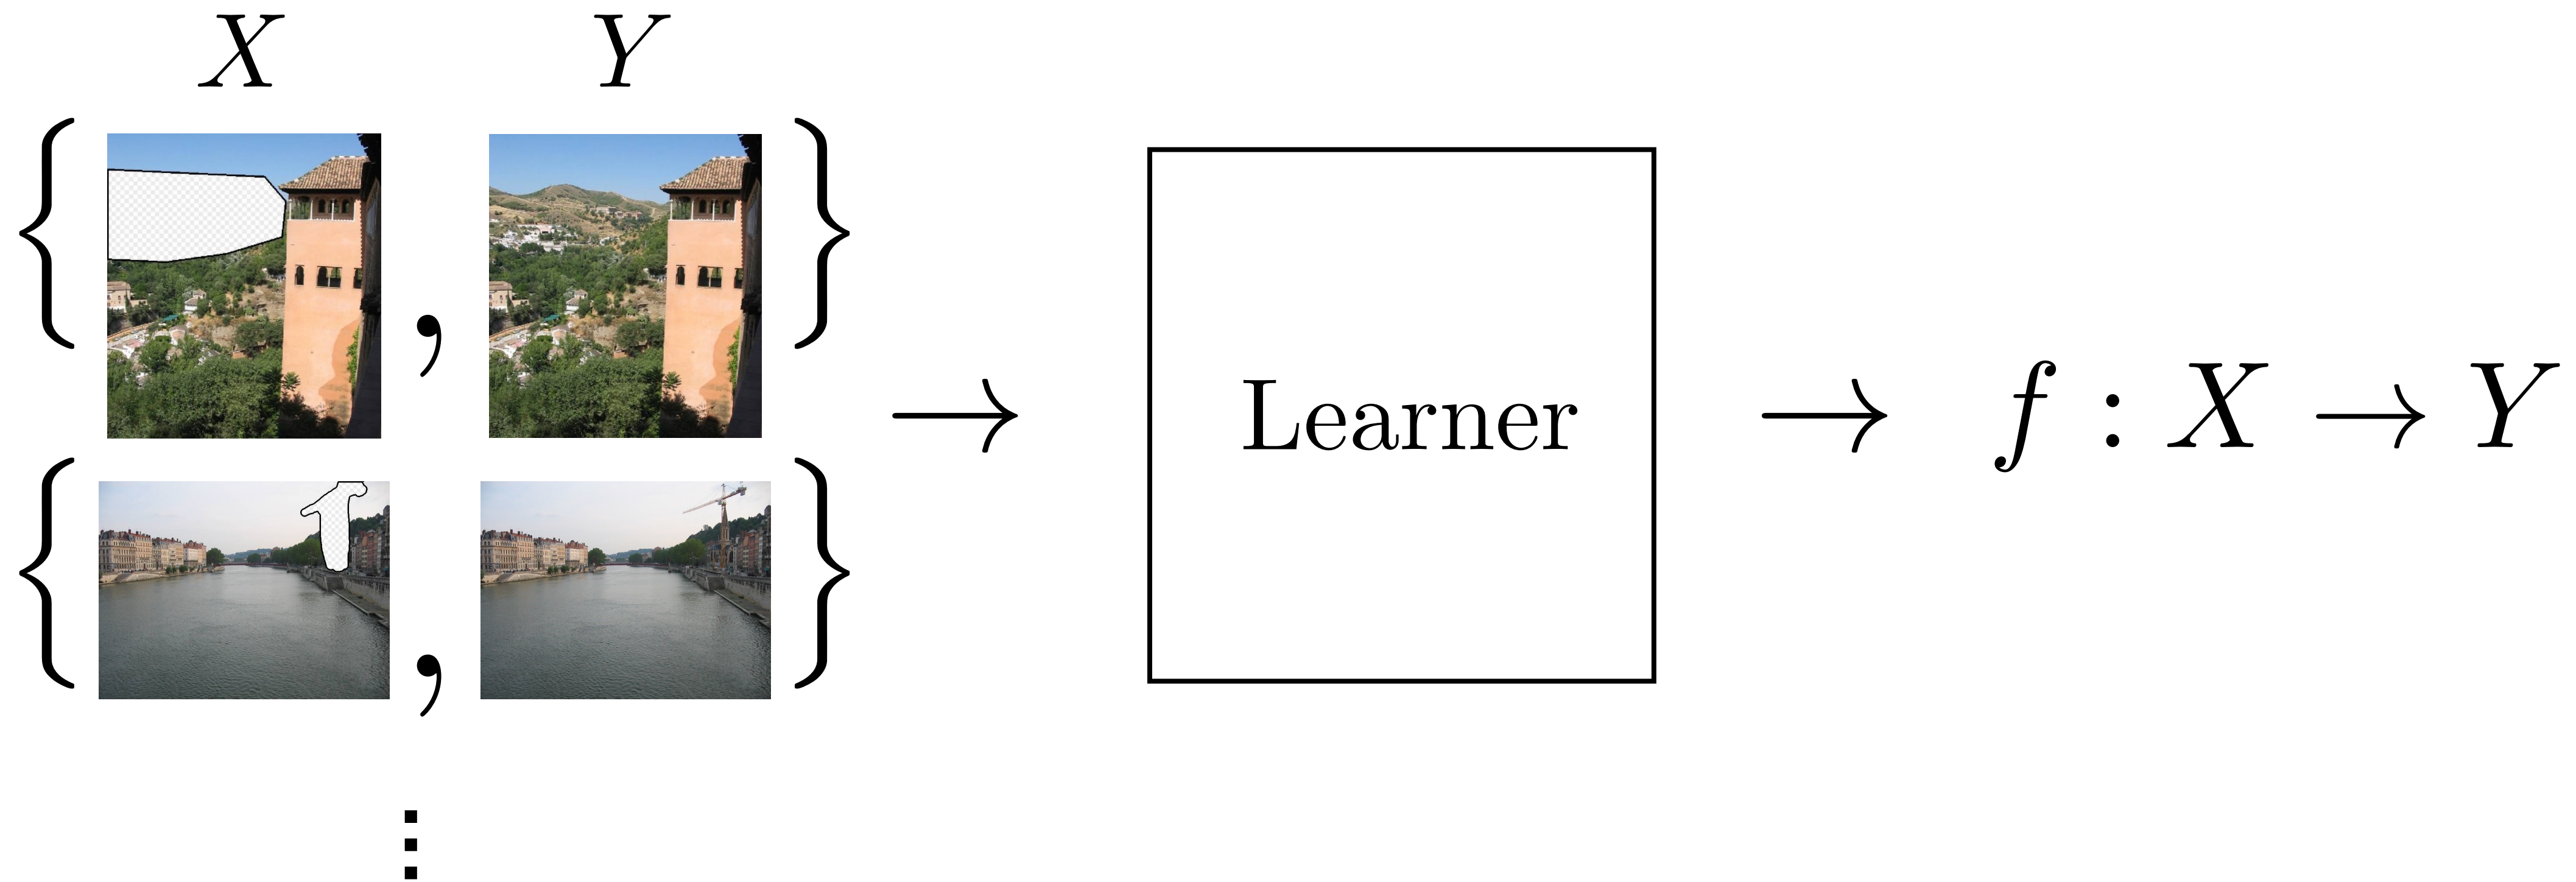 X Y
{ , }
→ Learner → f : X → Y
{ , }
⋮